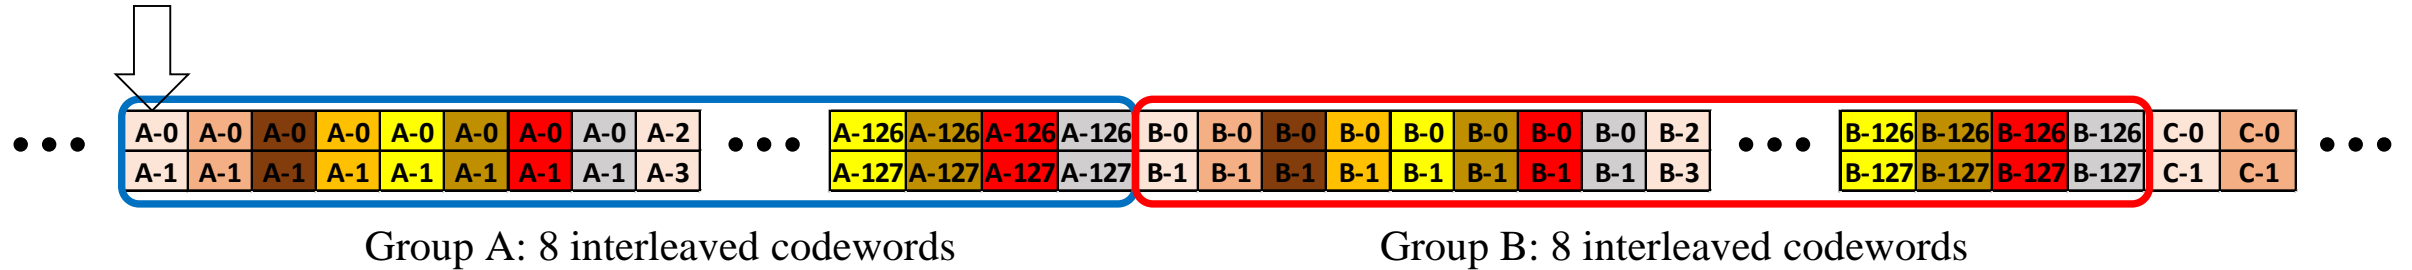 ••• A-0 A-0 A-0 A-0 A-0 A-0 A-0 A-0 A-2 ••• A-126 A-126 A-126 A-126 B-0 B-0 B-0 B-0 B-0 B-0 B-0 B-0 B-2 ••• B-126 B-126 B-126 B-126 C-0 C-0 •••
A-1 A-1 A-1 A-1 A-1 A-1 A-1 A-1 A-3 A-127 A-127 A-127 A-127 B-1 B-1 B-1 B-1 B-1 B-1 B-1 B-1 B-3 B-127 B-127 B-127 B-127 C-1 C-1
Group A: 8 interleaved codewords Group B: 8 interleaved codewords